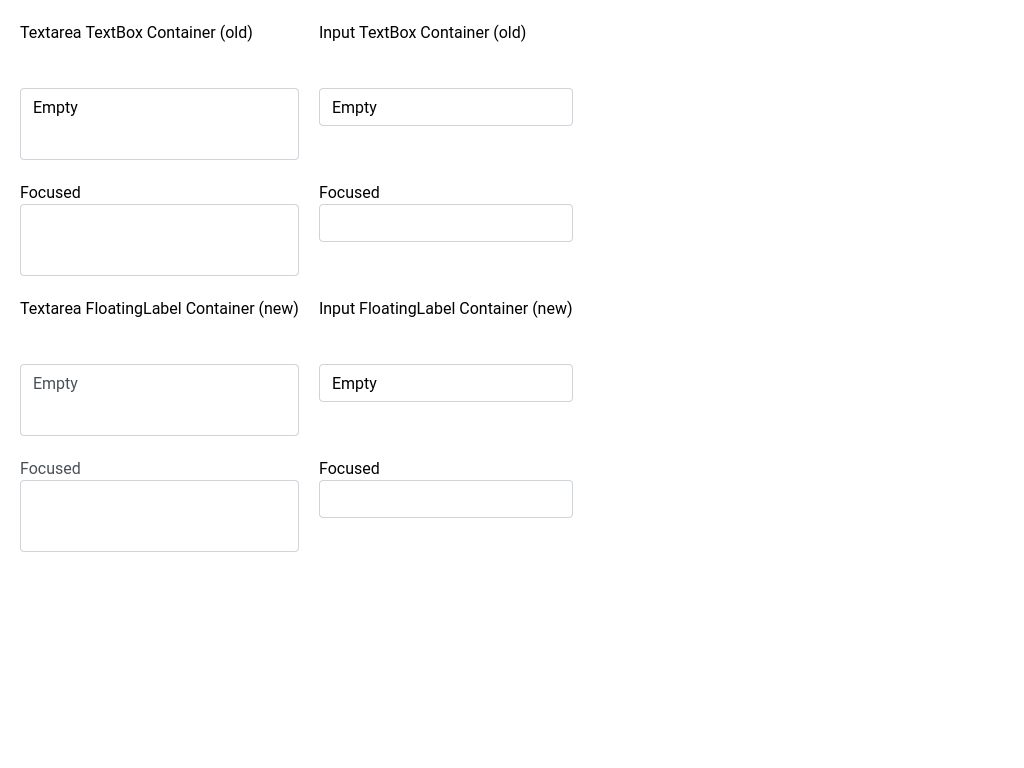 Textarea TextBox Container (old)
Input TextBox Container (old)
Empty
Empty
Focused
Focused
Textarea FloatingLabel Container (new)
Input FloatingLabel Container (new)
Empty
Empty
Focused
Focused